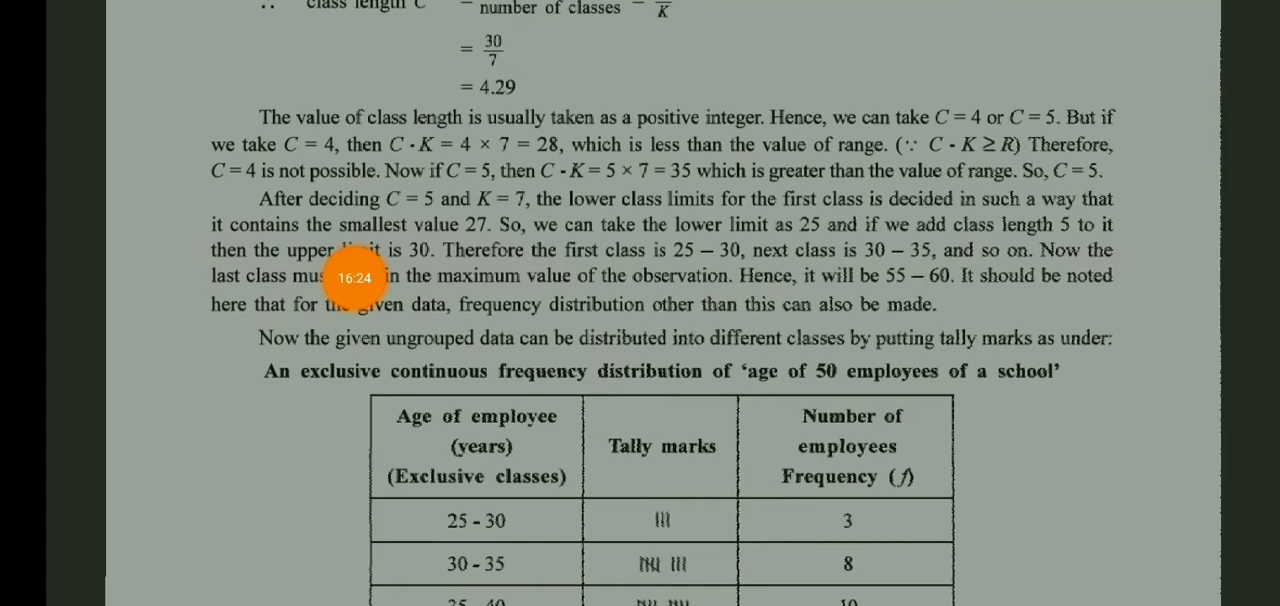 ∴ class length C = number of classes = K
= 30/7
= 4.29
The value of class length is usually taken as a positive integer. Hence, we can take C = 4 or C = 5. But if
we take C = 4, then C · K = 4 × 7 = 28, which is less than the value of range. (∵ C · K ≥ R) Therefore,
C = 4 is not possible. Now if C = 5, then C · K = 5 × 7 = 35 which is greater than the value of range. So, C = 5.
After deciding C = 5 and K = 7, the lower class limits for the first class is decided in such a way that
it contains the smallest value 27. So, we can take the lower limit as 25 and if we add class length 5 to it
then the upper is 30. Therefore the first class is 25 – 30, next class is 30 – 35, and so on. Now the
last class 16:24 the maximum value of the observation. Hence, it will be 55 – 60. It should be noted
here that for given data, frequency distribution other than this can also be made.
Now the given ungrouped data can be distributed into different classes by putting tally marks as under:
An exclusive continuous frequency distribution of ‘age of 50 employees of a school’
Age of employee
(years)
(Exclusive classes)
Tally marks
Number of
employees
Frequency (f)
25 - 30 3
30 - 35 8
10